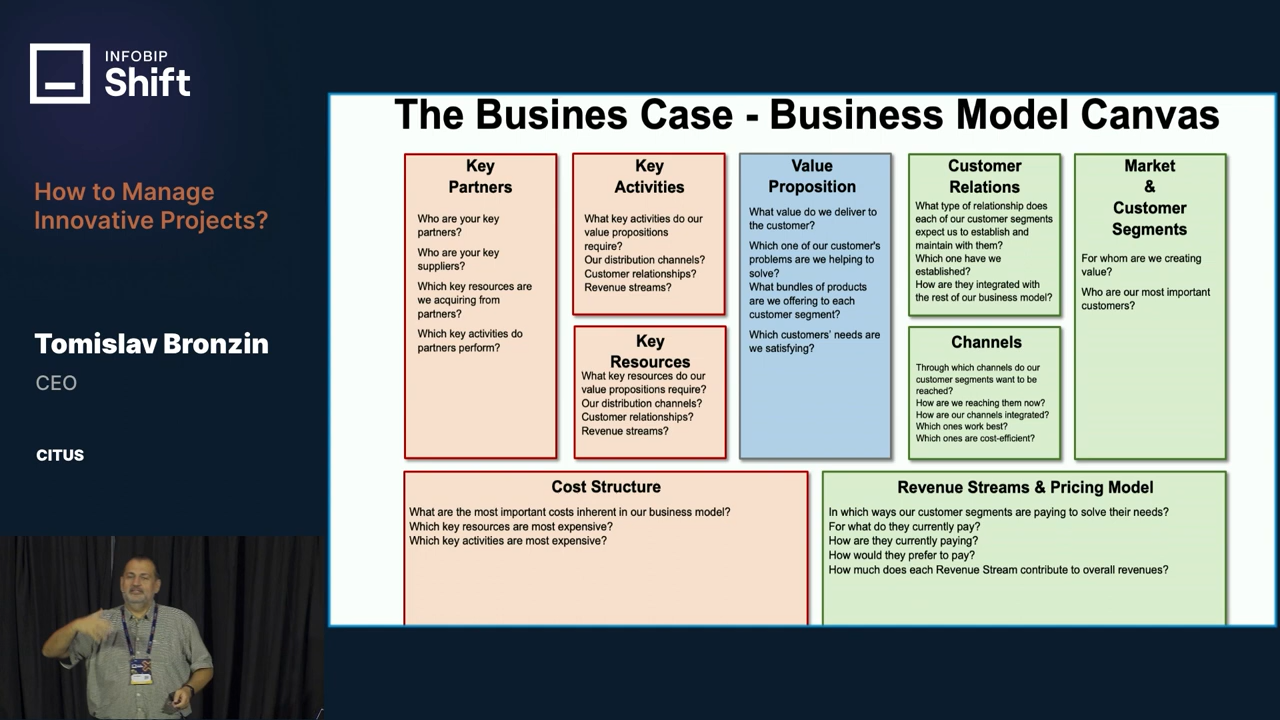 INFOBIP
Shift
How to Manage
Innovative Projects?
Tomislav Bronzin
CEO
CITUS
The Busines Case - Business Model Canvas
Key
Partners
Who are your key
partners?
Who are your key
suppliers?
Which key resources are
we acquiring from
partners?
Which key activities do
partners perform?
Key
Activities
What key activities do our
value propositions
require?
Our distribution channels?
Customer relationships?
Revenue streams?
Key
Resources
What key resources do our
value propositions require?
Our distribution channels?
Customer relationships?
Revenue streams?
Value
Proposition
What value do we deliver to
the customer?
Which one of our customer's
problems are we helping to
solve?
What bundles of products
are we offering to each
customer segment?
Which customers' needs are
we satisfying?
Customer
Relations
What type of relationship does
each of our customer segments
expect us to establish and
maintain with them?
Which one have we
established?
How are they integrated with
the rest of our business model?
Channels
Through which channels do our
customer segments want to be
reached?
How are we reaching them now?
How are our channels integrated?
Which ones work best?
Which ones are cost-efficient?
Market
&
Customer
Segments
For whom are we creating
value?
Who are our most important
customers?
Cost Structure
What are the most important costs inherent in our business model?
Which key resources are most expensive?
Which key activities are most expensive?
Revenue Streams & Pricing Model
In which ways our customer segments are paying to solve their needs?
For what do they currently pay?
How are they currently paying?
How would they prefer to pay?
How much does each Revenue Stream contribute to overall revenues?